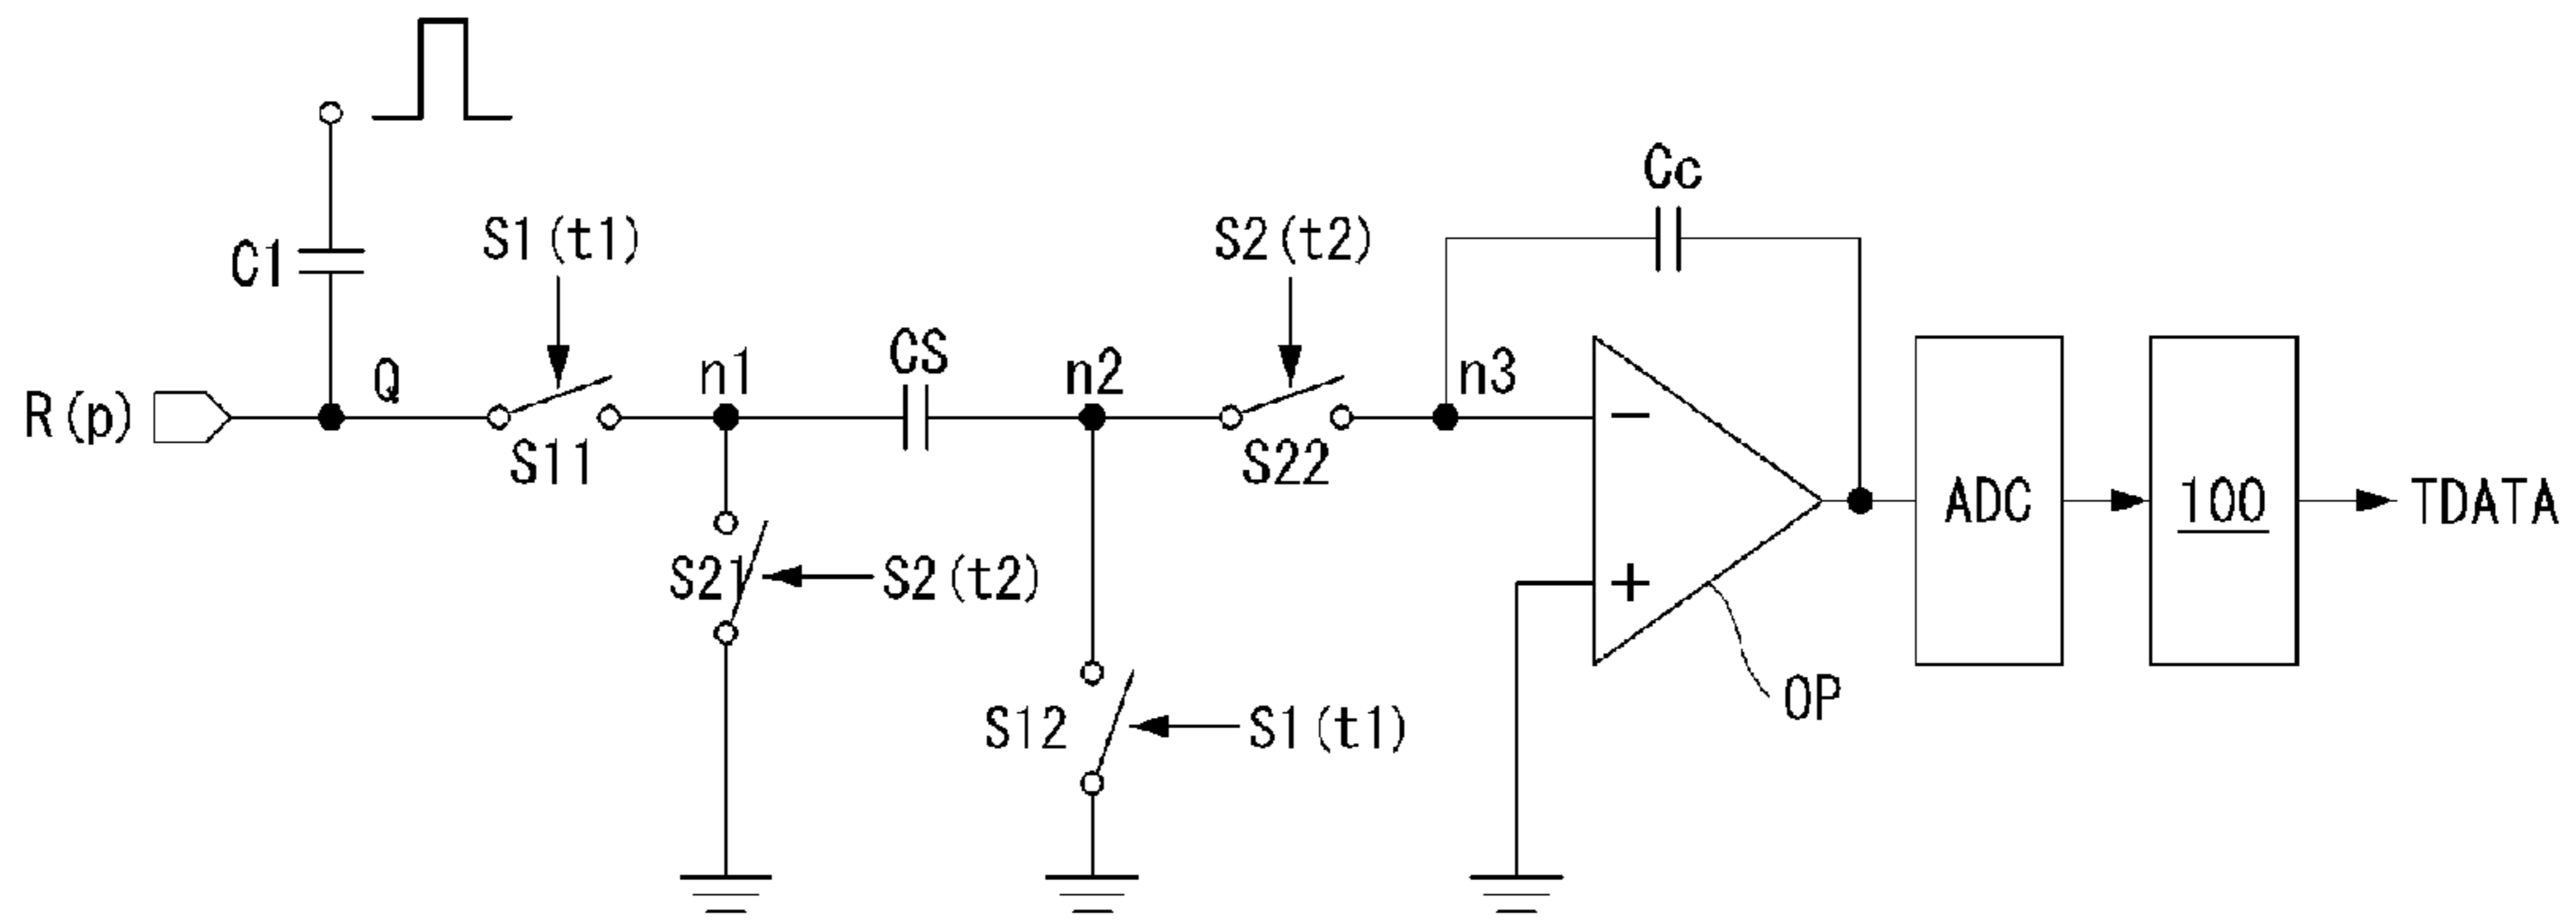 Cc
S1(t1)
S2(t2)
C1
CS
n1
n2
n3
Q
R(p)
S11
S22
−
ADC
100
TDATA
S21
S2(t2)
+
OP
S12
S1(t1)